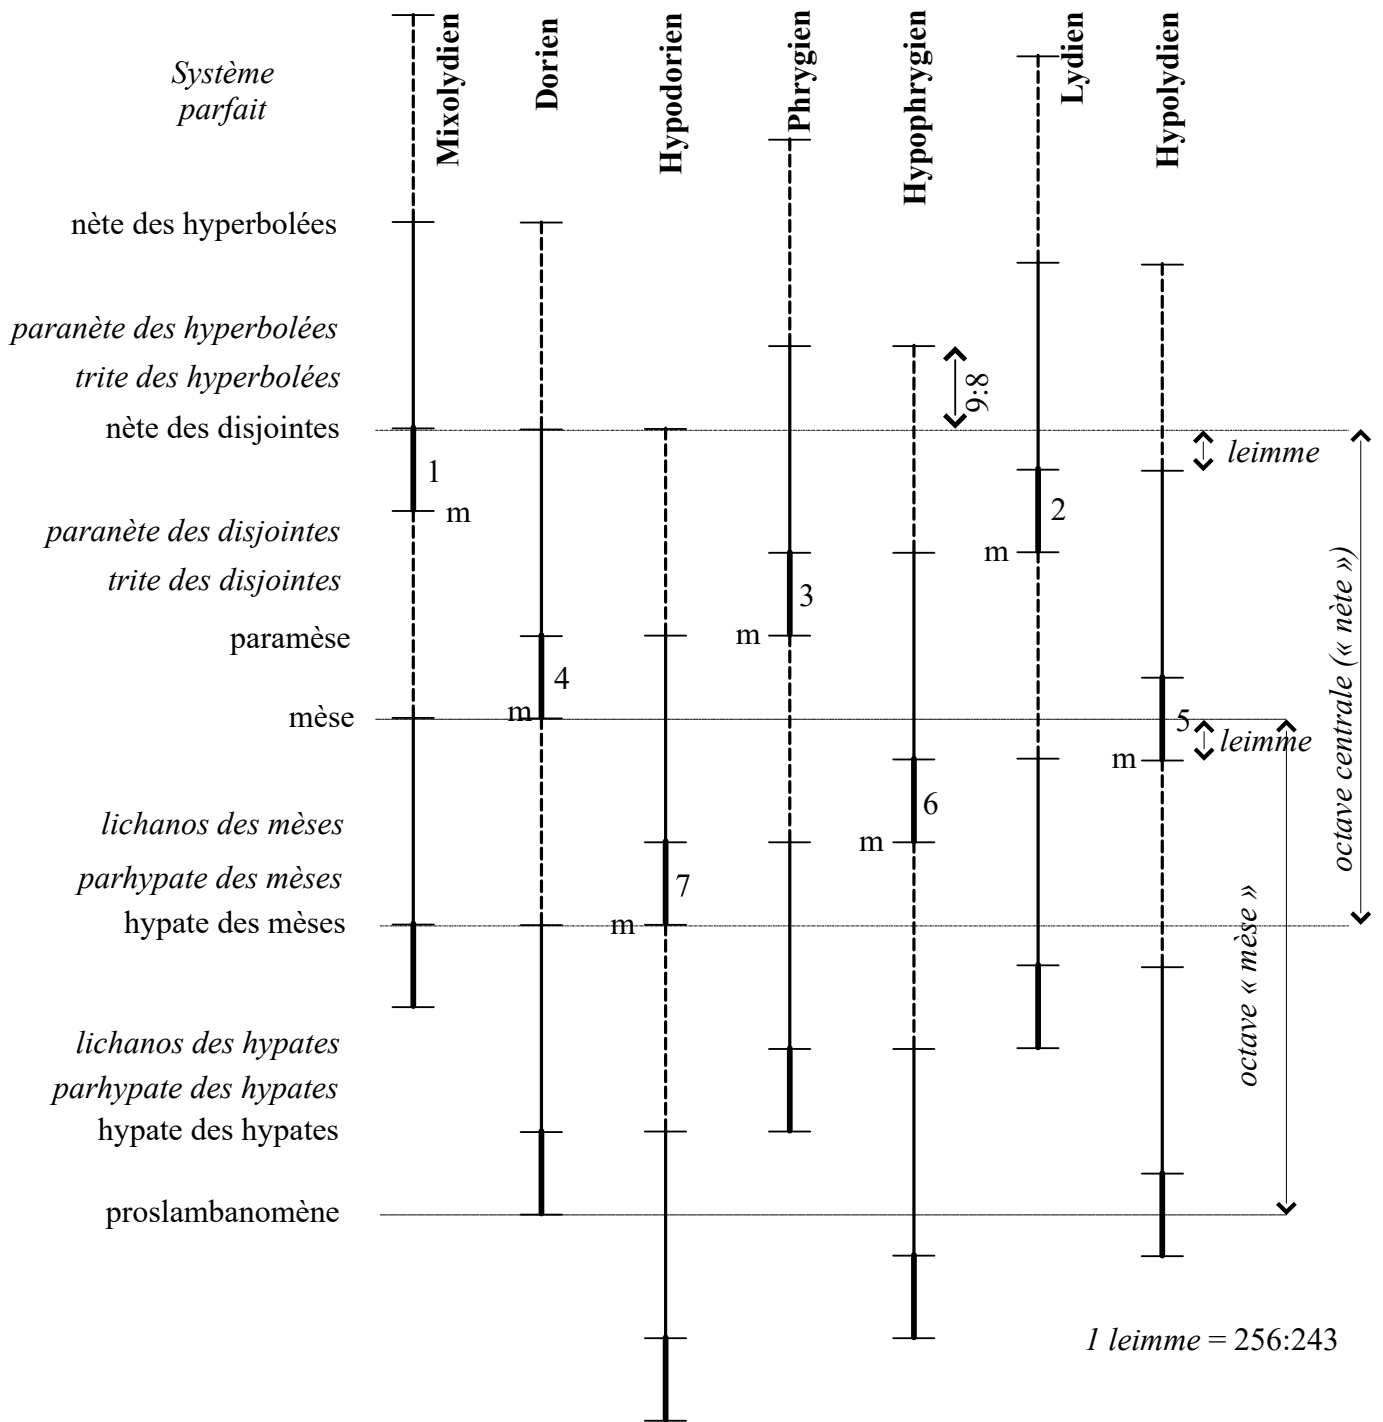 Système
parfait
Mixolydien
Dorien
Hypodorien
Phrygien
Hypophrygien
Lydien
Hypolydien
nète des hyperbolées
paranète des hyperbolées
trite des hyperbolées
nète des disjointes
paranète des disjointes
trite des disjointes
paramèse
mèse
lichanos des mèses
parhypate des mèses
hypate des mèses
lichanos des hypates
parhypate des hypates
hypate des hypates
proslambanomène
1
m
4
m
7
m
3
m
9:8
6
m
2
m
5
m
leimme
leimme
octave centrale (« nète »)
octave « mèse »
1 leimme = 256:243